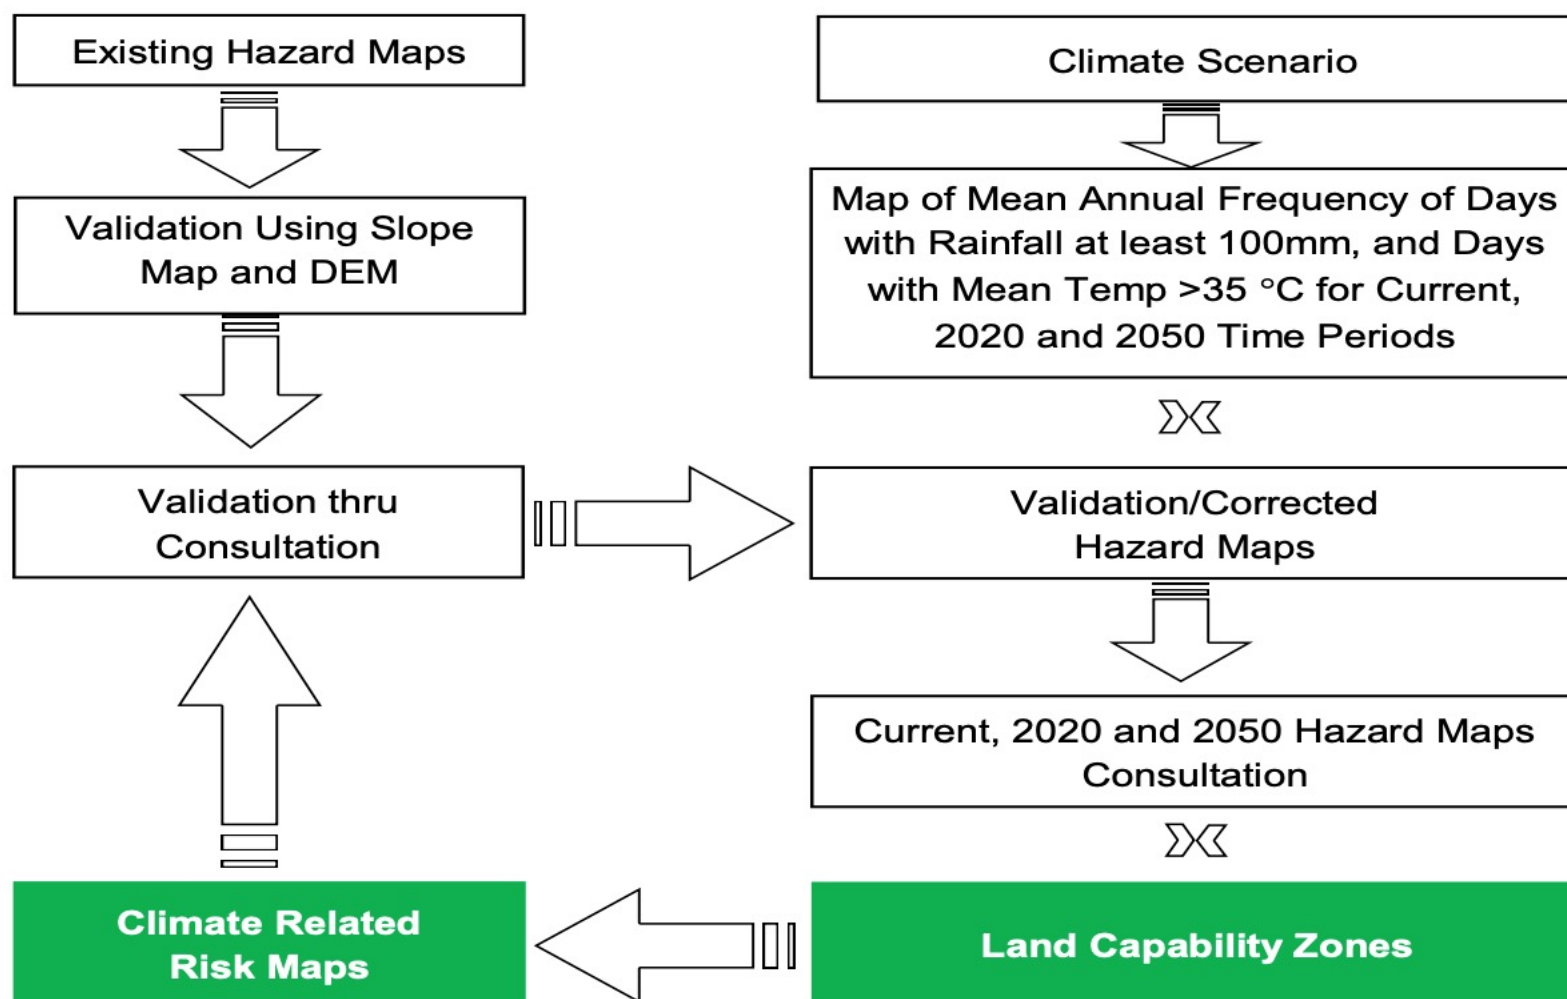 Existing Hazard Maps
Climate Scenario
Validation Using Slope
Map and DEM
Map of Mean Annual Frequency of Days
with Rainfall at least 100mm, and Days
with Mean Temp >35 °C for Current,
2020 and 2050 Time Periods
Validation thru
Consultation
Validation/Corrected
Hazard Maps
Current, 2020 and 2050 Hazard Maps
Consultation
Climate Related
Risk Maps
Land Capability Zones